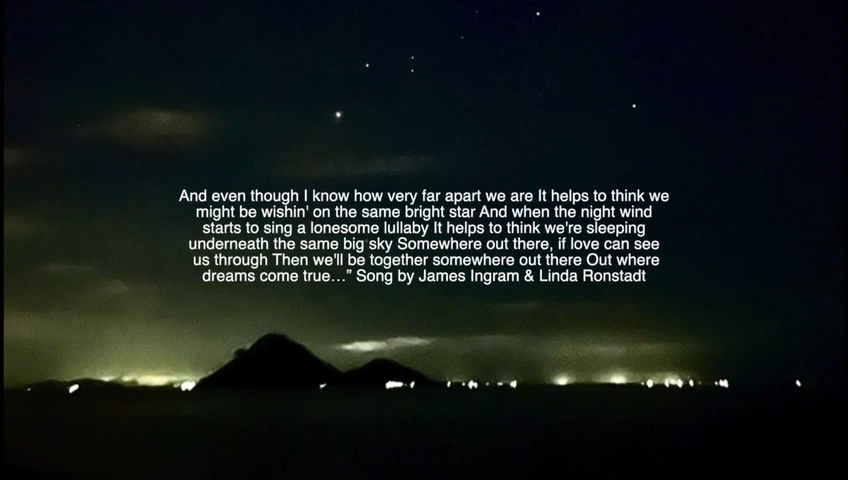 And even though I know how very far apart we are It helps to think we
might be wishin' on the same bright star And when the night wind
starts to sing a lonesome lullaby It helps to think we're sleeping
underneath the same big sky Somewhere out there, if love can see
us through Then we'll be together somewhere out there Out where
dreams come true…” Song by James Ingram & Linda Ronstadt